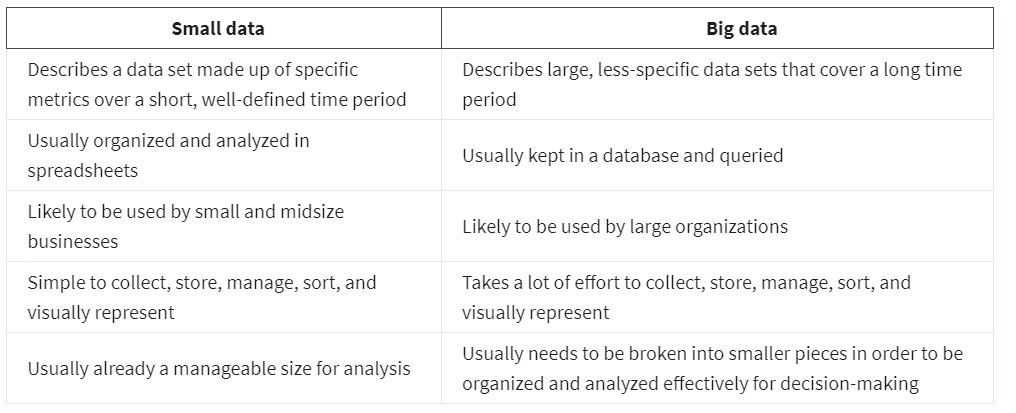 Small data
Big data
Describes a data set made up of specific
metrics over a short, well-defined time period
Describes large, less-specific data sets that cover a long time
period
Usually organized and analyzed in
spreadsheets
Usually kept in a database and queried
Likely to be used by small and midsize
businesses
Likely to be used by large organizations
Simple to collect, store, manage, sort, and
visually represent
Takes a lot of effort to collect, store, manage, sort, and
visually represent
Usually already a manageable size for analysis
Usually needs to be broken into smaller pieces in order to be
organized and analyzed effectively for decision-making